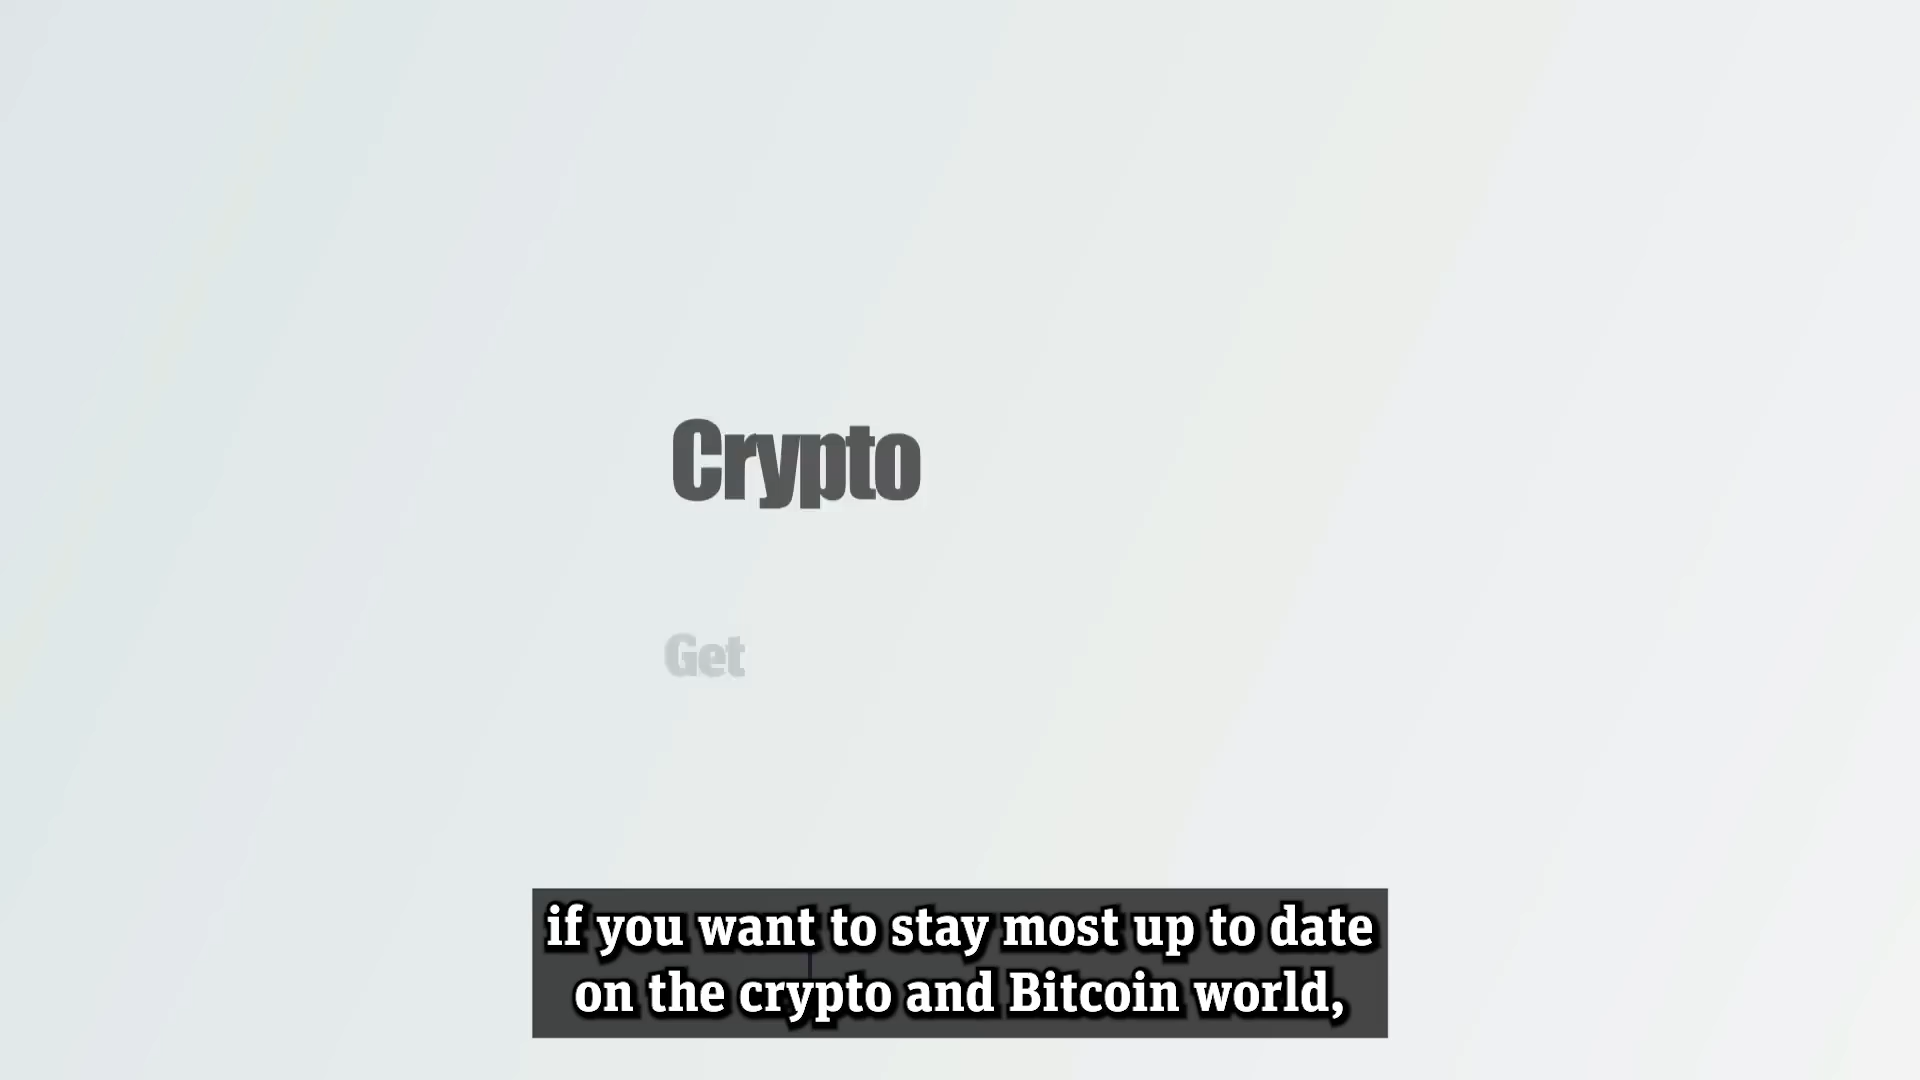 Crypto
Get
if you want to stay most up to date
on the crypto and Bitcoin world,